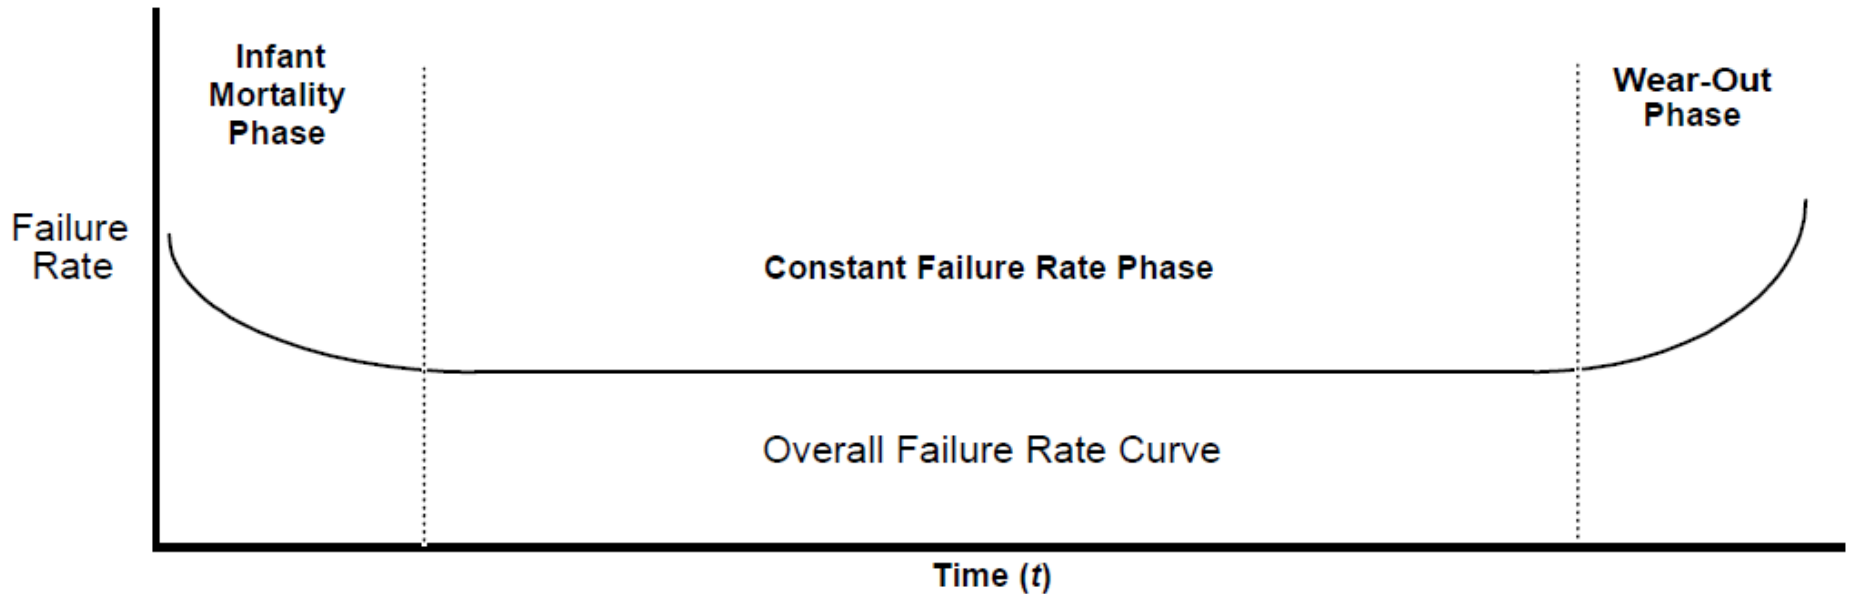 Infant
Mortality
Phase
Wear-Out
Phase
Failure
Rate
Constant Failure Rate Phase
Overall Failure Rate Curve
Time (t)